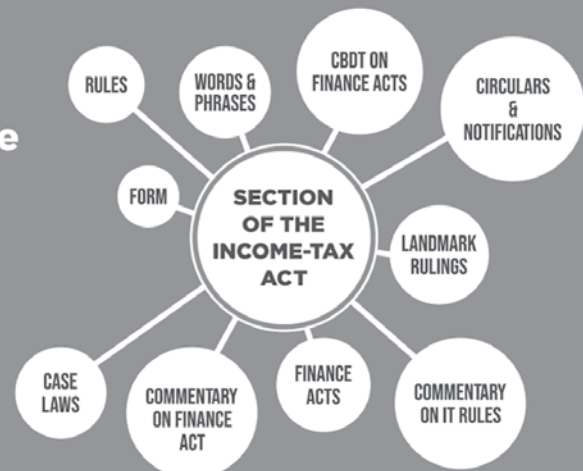 CBDT ON
FINANCE ACTS
WORDS &
PHRASES
RULES
CIRCULARS
&
NOTIFICATIONS
e
FORM
SECTION
OF THE
INCOME-TAX
ACT
LANDMARK
RULINGS
CASE
LAWS
COMMENTARY
ON FINANCE
ACT
FINANCE
ACTS
COMMENTARY
ON IT RULES